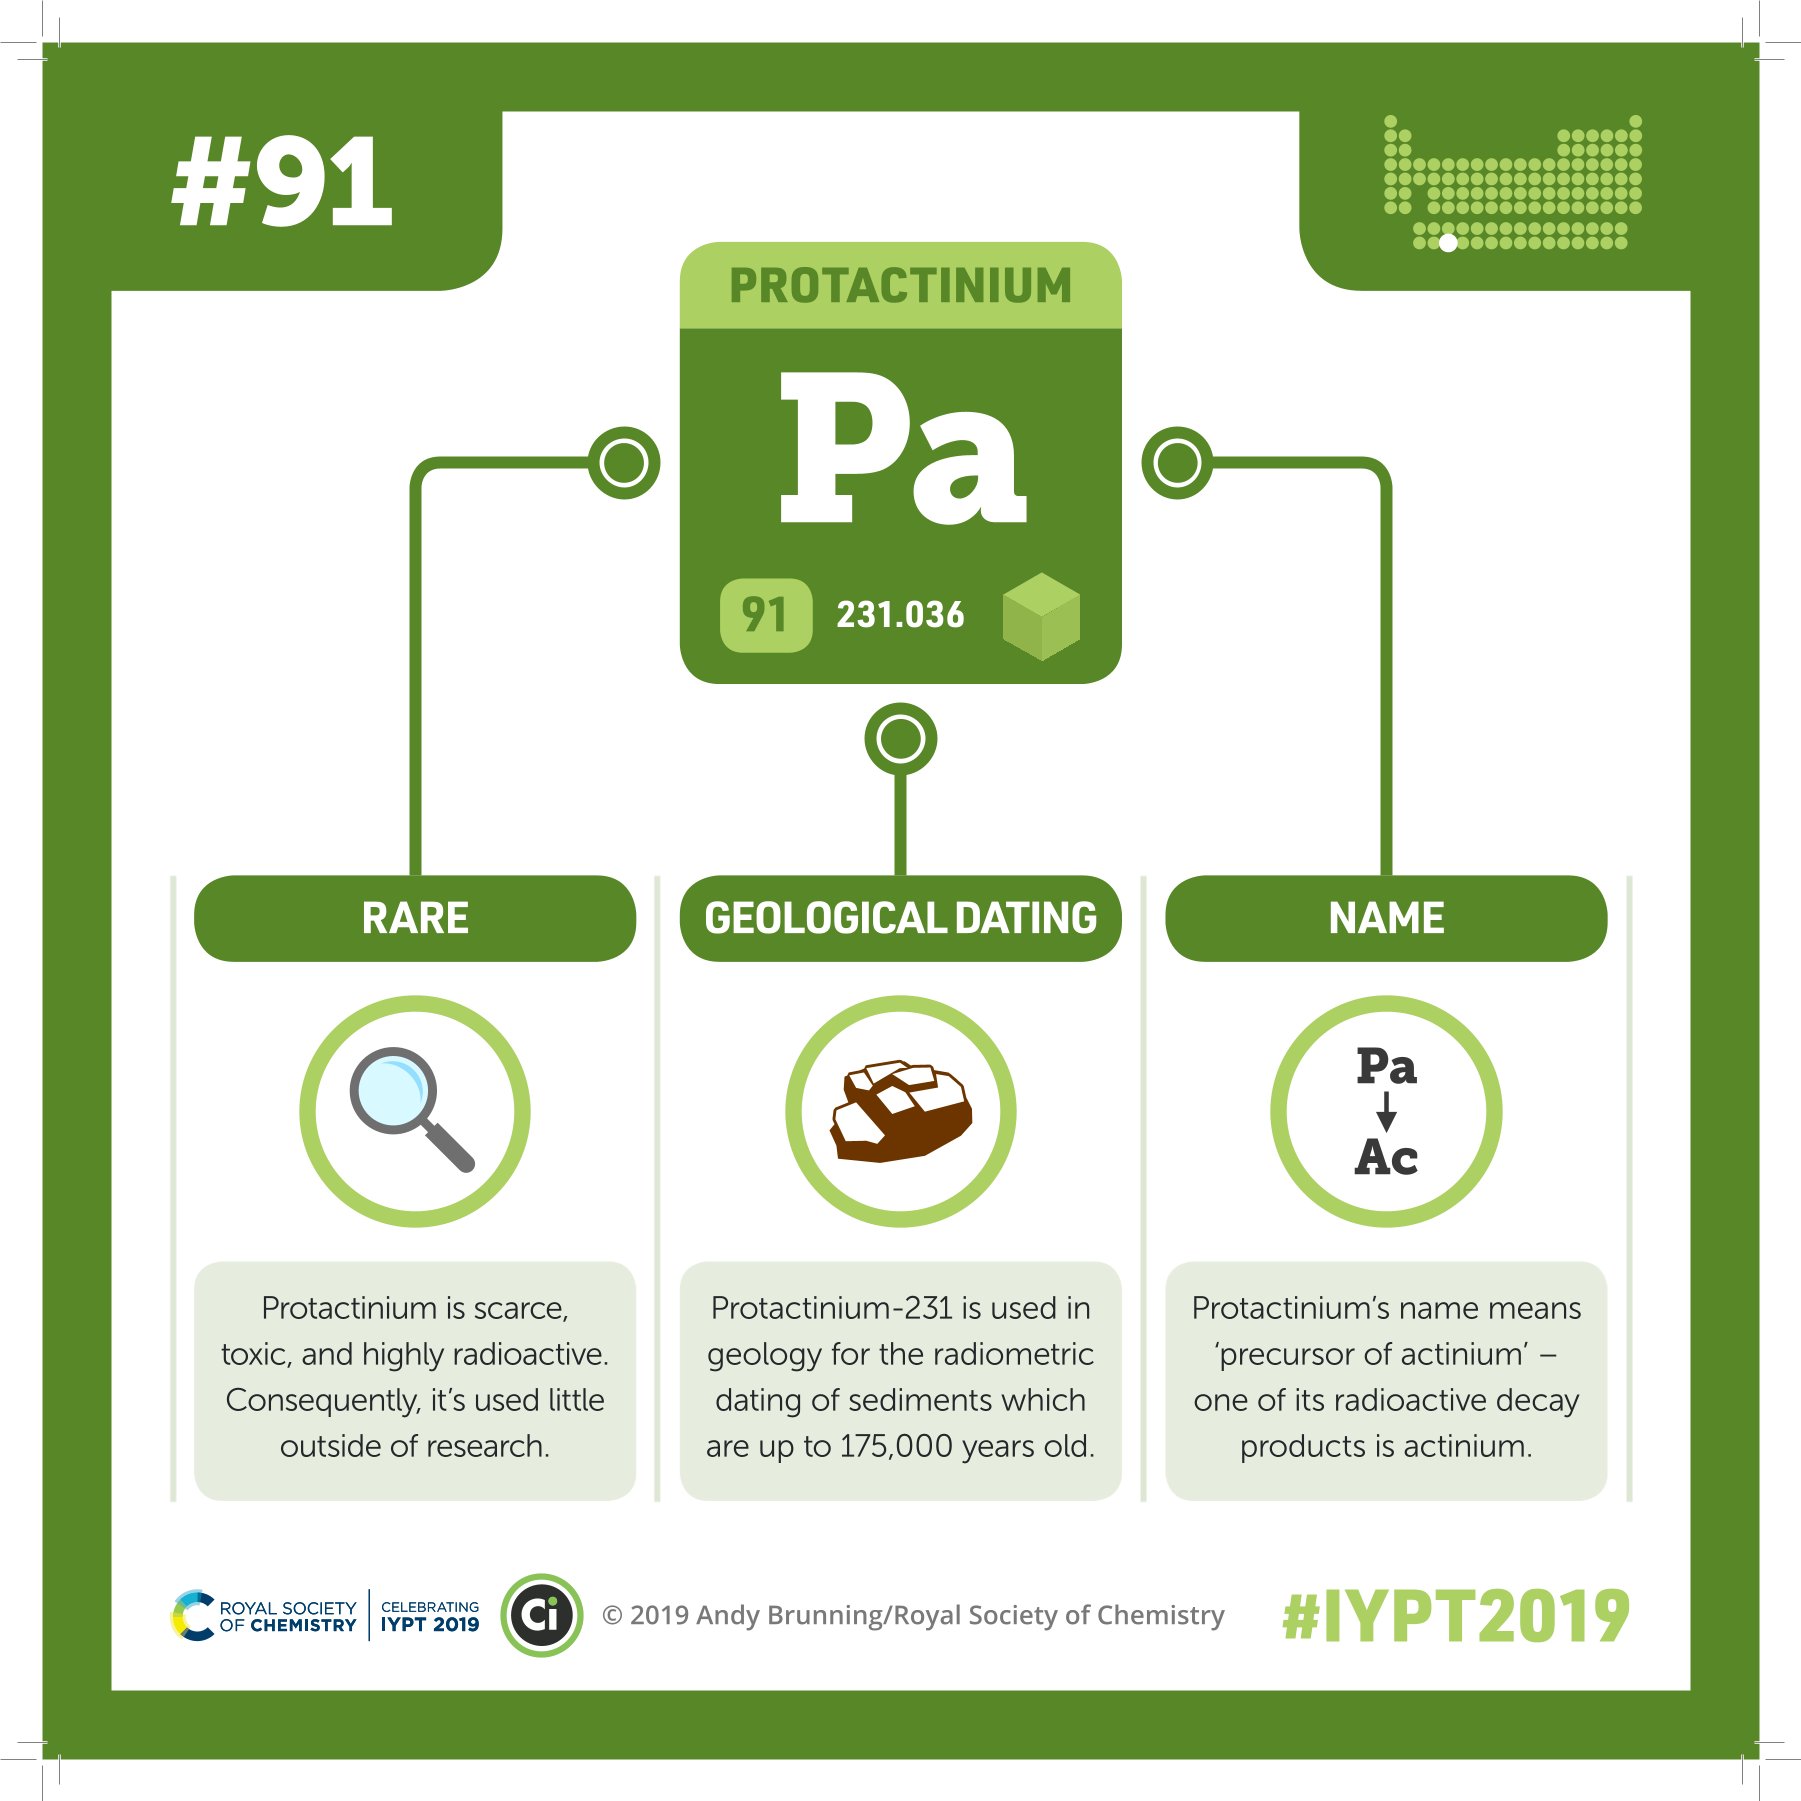 #91
PROTACTINIUM
Pa
91
231.036
RARE
Protactinium is scarce,
toxic, and highly radioactive.
Consequently, it’s used little
outside of research.
GEOLOGICAL DATING
Protactinium-231 is used in
geology for the radiometric
dating of sediments which
are up to 175,000 years old.
NAME
Pa
Ac
Protactinium’s name means
‘precursor of actinium’ –
one of its radioactive decay
products is actinium.
ROYAL SOCIETY
OF CHEMISTRY
CELEBRATING
IYPT 2019
Ci
© 2019 Andy Brunning/Royal Society of Chemistry
#IYPT2019